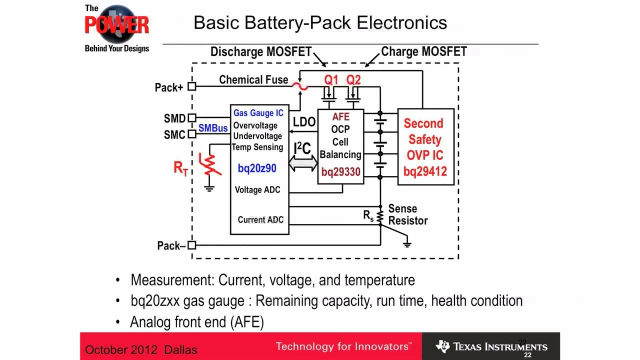 The
POWER
Behind Your Designs
Basic Battery-Pack Electronics
Discharge MOSFET
Charge MOSFET
Chemical Fuse
Q1
Q2
Pack+
SMD
SMC
SMBus
Gas Gauge IC
Overvoltage
Undervoltage
Temp Sensing
bq20z90
Voltage ADC
Current ADC
LDO
I²C
AFE
OCP
Cell
Balancing
bq29330
Second
Safety
OVP IC
bq29412
RT
Rs
Sense
Resistor
Pack–
• Measurement: Current, voltage, and temperature
• bq20zxx gas gauge : Remaining capacity, run time, health condition
• Analog front end (AFE)
October 2012 Dallas
Technology for Innovators™
TEXAS INSTRUMENTS
22